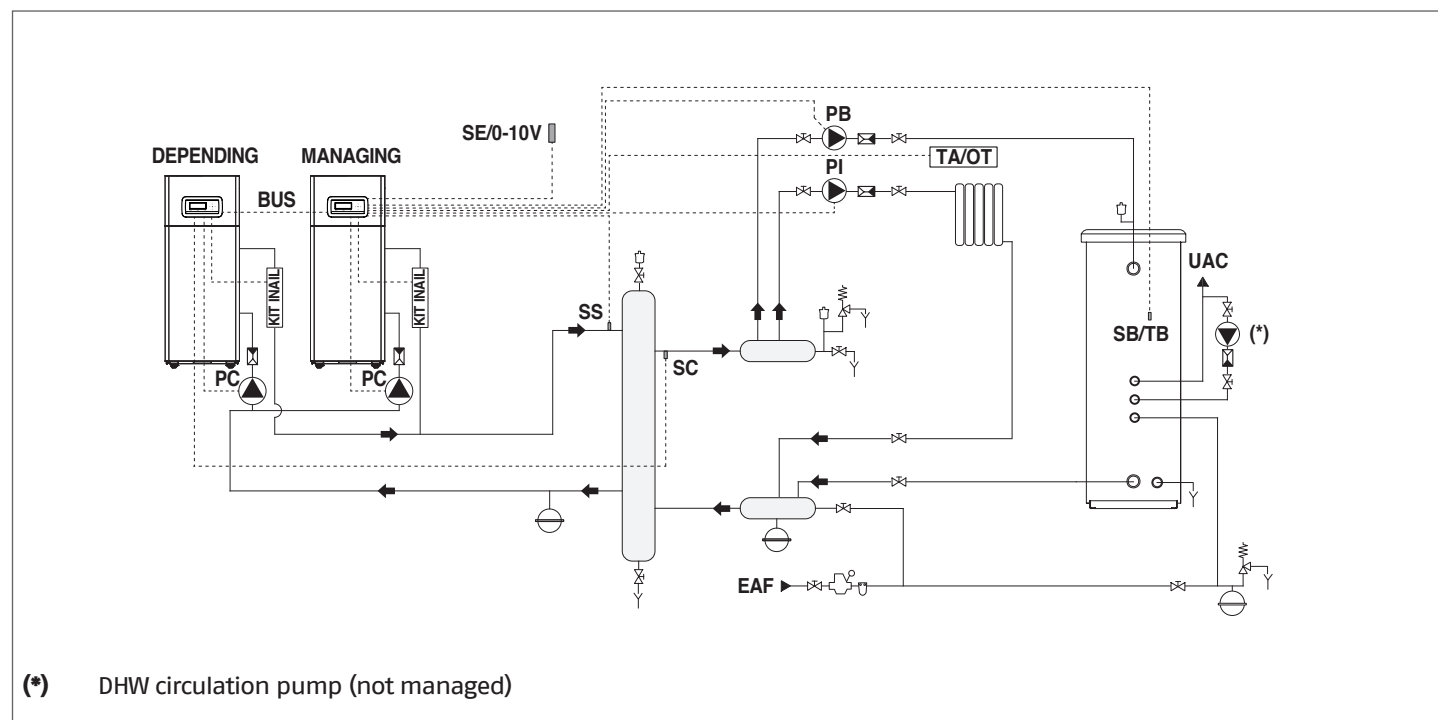 SE/0-10V
PB
DEPENDING
MANAGING
TA/OT
PI
BUS
UAC
KIT INAIL
KIT INAIL
SS
SB/TB
(*)
SC
PC
PC
EAF
(*) DHW circulation pump (not managed)